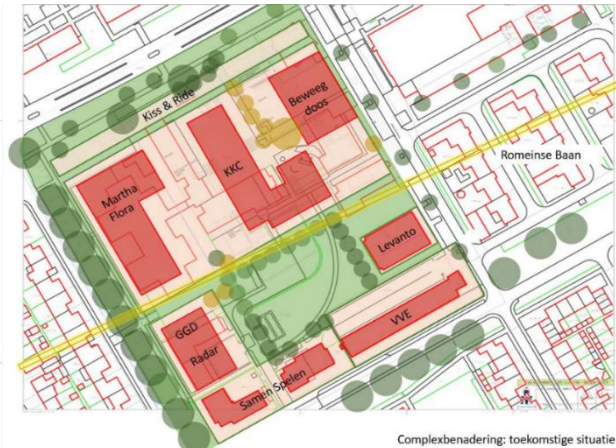 Kiss & Ride
Beweeg
doos
KKC
Martha
Flora
Romeinse Baan
Levanto
GGD
Radar
VVE
Samen Spelen
Complexbenadering: toekomstige situatie